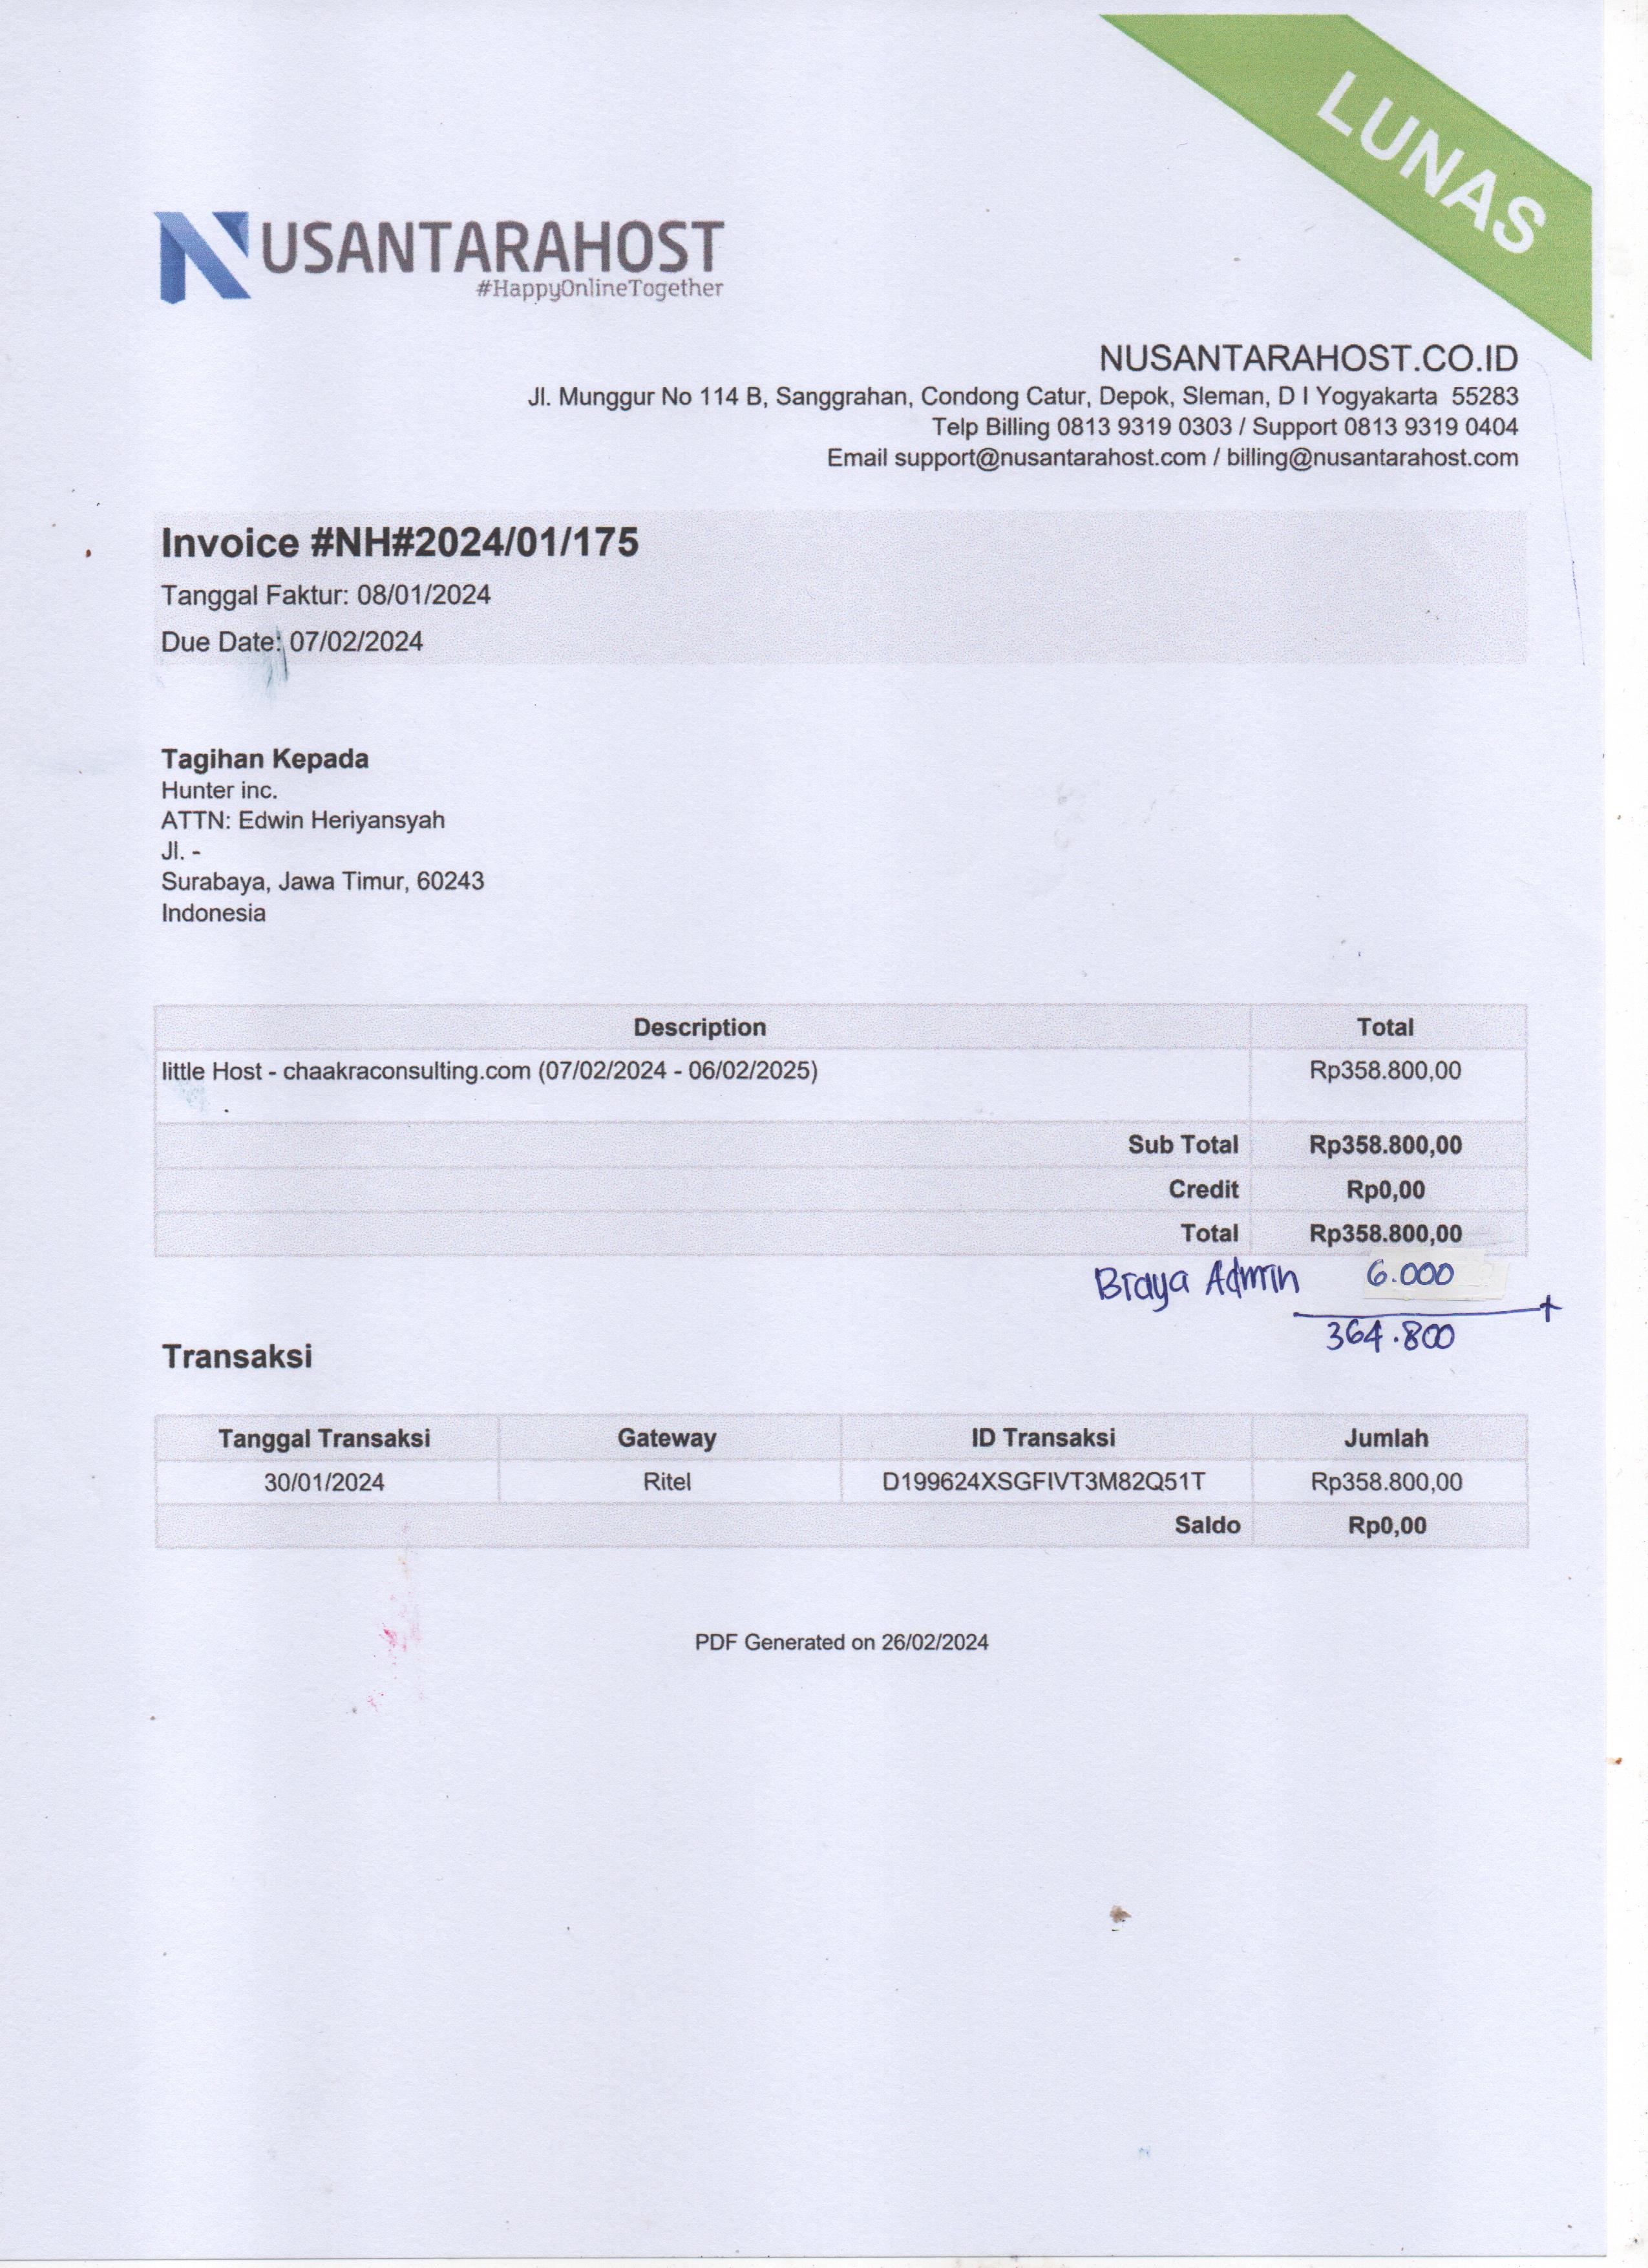 LUNAS
NUSANTARAHOST
#HappyOnlineTogether
NUSANTARAHOST.CO.ID
Jl. Munggur No 114 B, Sanggrahan, Condong Catur, Depok, Sleman, D I Yogyakarta 55283
Telp Billing 0813 9319 0303 / Support 0813 9319 0404
Email support@nusantarahost.com / billing@nusantarahost.com
Invoice #NH#2024/01/175
Tanggal Faktur: 08/01/2024
Due Date: 07/02/2024
Tagihan Kepada
Hunter inc.
ATTN: Edwin Heriyansyah
Jl. -
Surabaya, Jawa Timur, 60243
Indonesia
Description Total
little Host - chaakraconsulting.com (07/02/2024 - 06/02/2025) Rp358.800,00
Sub Total Rp358.800,00
Credit Rp0,00
Total Rp358.800,00
Biaya Admin 6.000
+
364.800
Transaksi
Tanggal Transaksi Gateway ID Transaksi Jumlah
30/01/2024 Ritel D199624XSGFIVT3M82Q51T Rp358.800,00
Saldo Rp0,00
PDF Generated on 26/02/2024